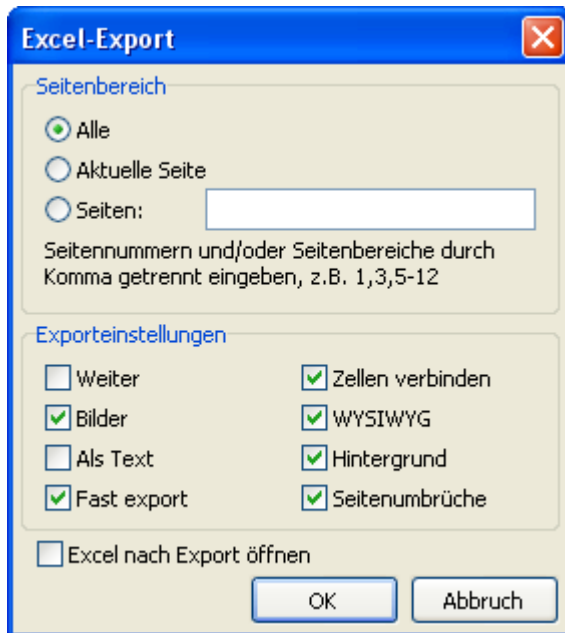 Excel-Export
Seitenbereich
Alle
Aktuelle Seite
Seiten:
Seitennummern und/oder Seitenbereiche durch
Komma getrennt eingeben, z.B. 1,3,5-12
Exporteinstellungen
Weiter
Zellen verbinden
Bilder
WYSIWYG
Als Text
Hintergrund
Fast export
Seitenumbrüche
Excel nach Export öffnen
OK
Abbruch